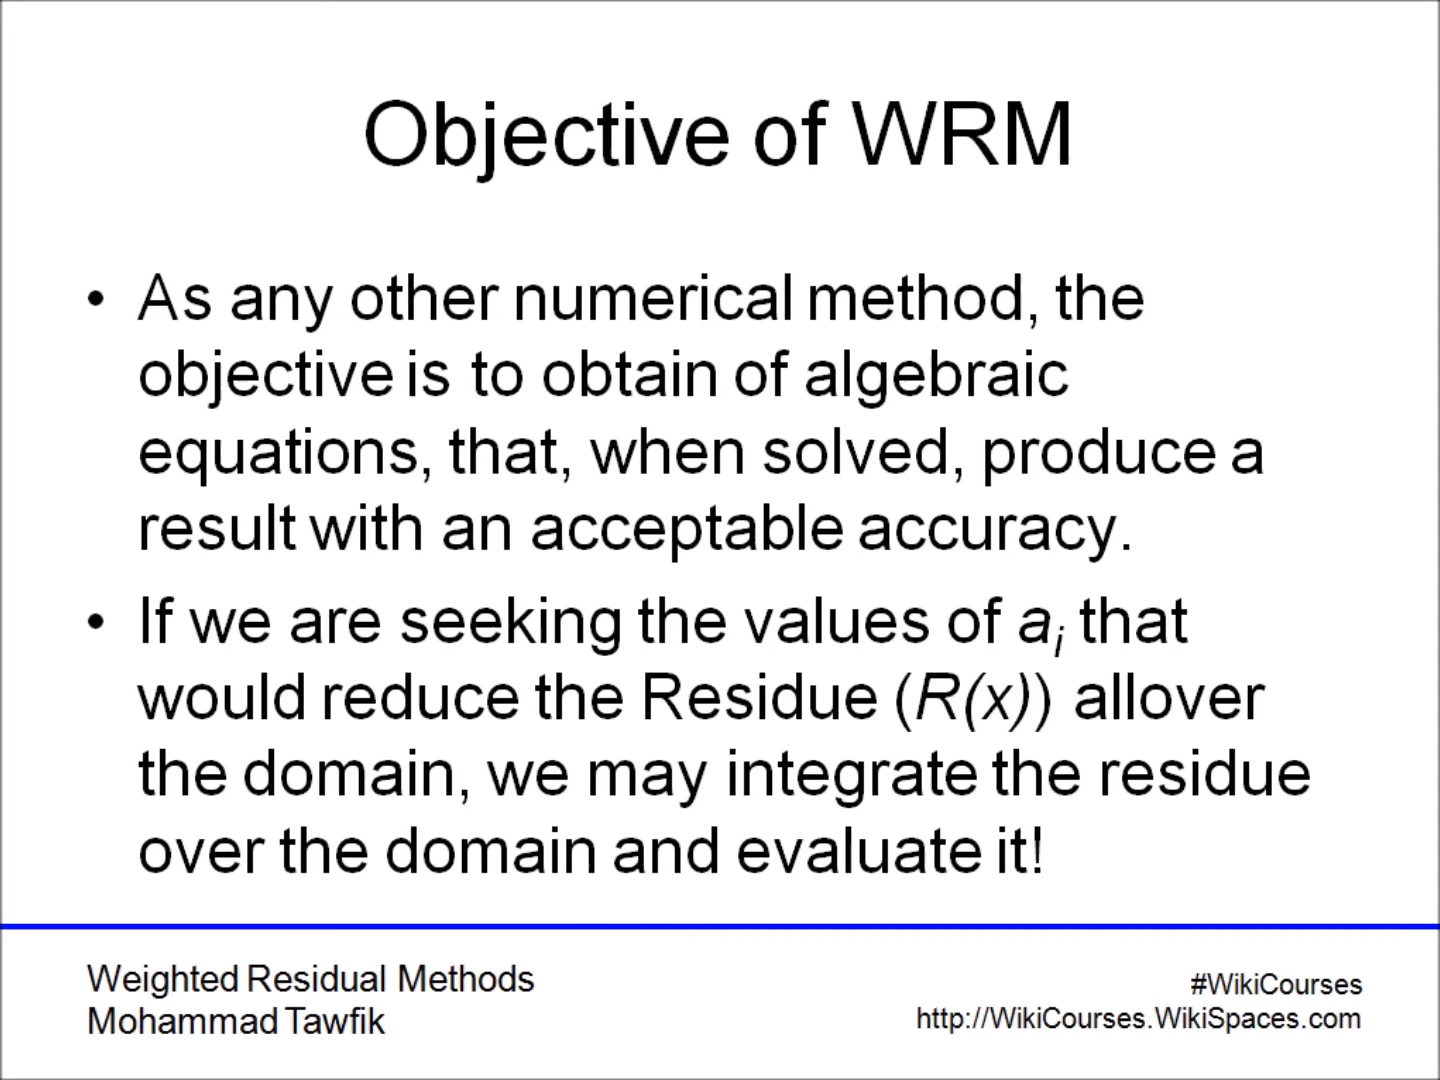 Objective of WRM
• As any other numerical method, the
objective is to obtain of algebraic
equations, that, when solved, produce a
result with an acceptable accuracy.
• If we are seeking the values of ai that
would reduce the Residue (R(x)) allover
the domain, we may integrate the residue
over the domain and evaluate it!
Weighted Residual Methods
Mohammad Tawfik
#WikiCourses
http://WikiCourses.WikiSpaces.com